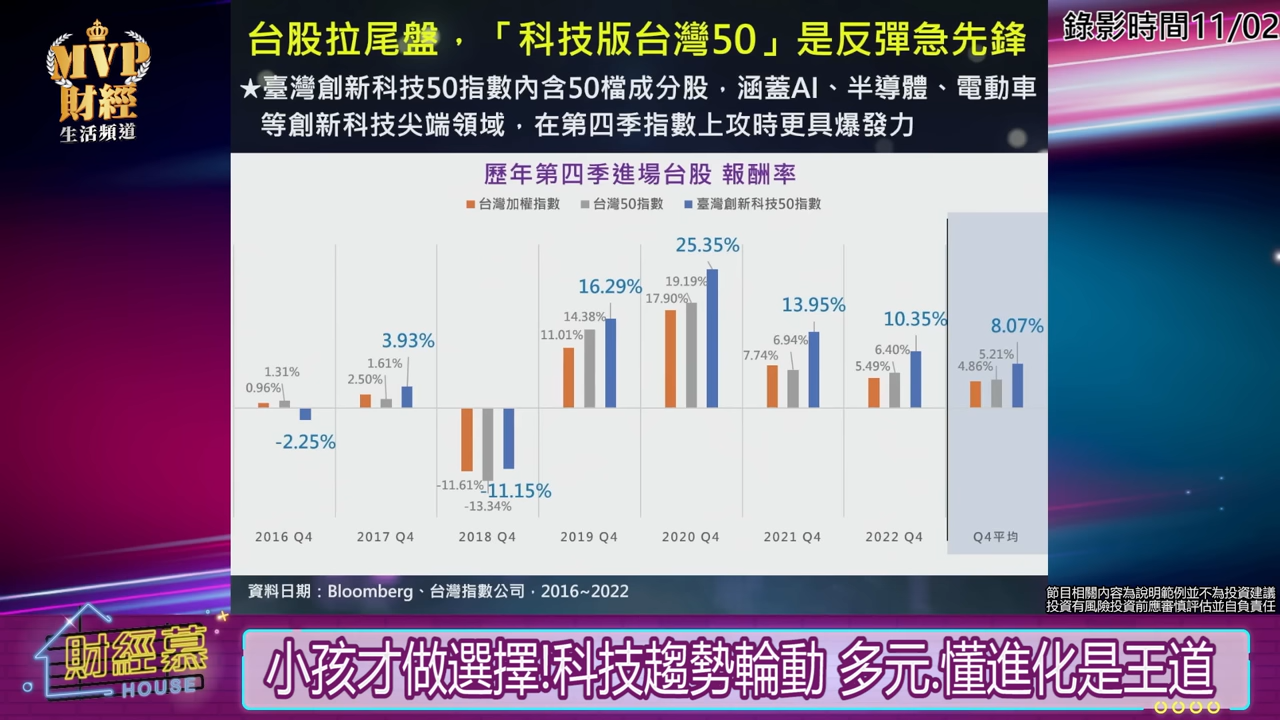 MVP
財經
生活頻道
錄影時間11/02
台股拉尾盤，「科技版台灣50」是反彈急先鋒
★臺灣創新科技50指數內含50檔成分股，涵蓋AI、半導體、電動車
等創新科技尖端領域，在第四季指數上攻時更具爆發力
歷年第四季進場台股 報酬率
台灣加權指數 台灣50指數 臺灣創新科技50指數
0.96% 1.31% -2.25%
2.50% 1.61% 3.93%
-11.61% -13.34% -11.15%
11.01% 14.38% 16.29%
17.90% 19.19% 25.35%
7.74% 6.94% 13.95%
5.49% 6.40% 10.35%
4.86% 5.21% 8.07%
2016 Q4 2017 Q4 2018 Q4 2019 Q4 2020 Q4 2021 Q4 2022 Q4 Q4平均
資料日期：Bloomberg、台灣指數公司，2016~2022
節目相關內容為說明範例並不為投資建議
投資有風險投資前應審慎評估並自負責任
財經慕
HOUSE
小孩才做選擇!科技趨勢輪動 多元.懂進化是王道